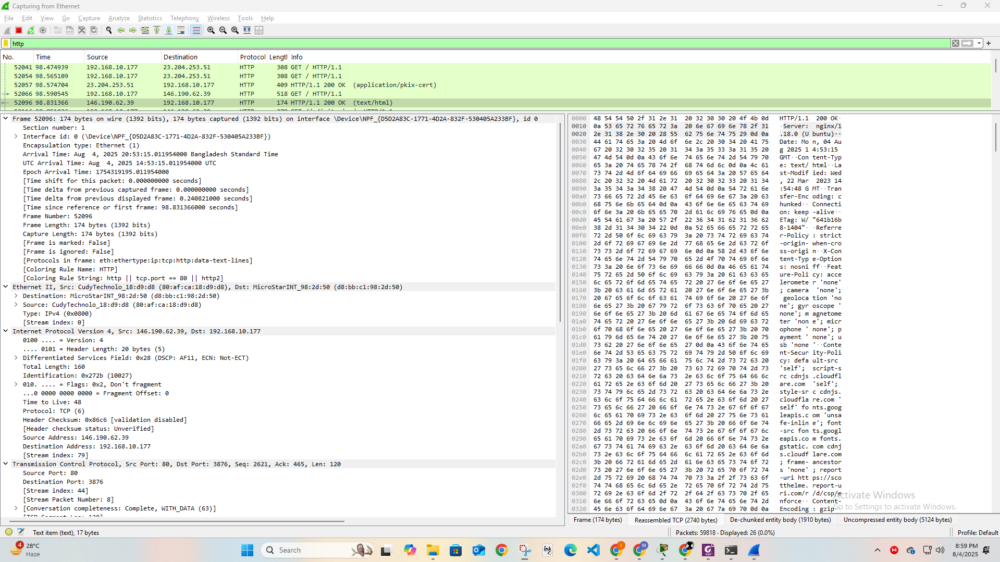 Capturing from Ethernet
File Edit View Go Capture Analyze Statistics Telephony Wireless Tools Help
http
No. Time Source Destination Protocol Lengtl Info
52041 98.474939 192.168.10.177 23.204.253.51 HTTP 308 GET / HTTP/1.1
52054 98.565109 192.168.10.177 23.204.253.51 HTTP 308 GET / HTTP/1.1
52057 98.574704 23.204.253.51 192.168.10.177 HTTP 409 HTTP/1.1 200 OK (application/pkix-cert)
52066 98.590545 192.168.10.177 146.190.62.39 HTTP 518 GET / HTTP/1.1
52096 98.831366 146.190.62.39 192.168.10.177 HTTP 174 HTTP/1.1 200 OK (text/html)
Frame 52096: 174 bytes on wire (1392 bits), 174 bytes captured (1392 bits) on interface \Device\NPF_{D5D2A83C-1771-4D2A-832F-530405A233BF}, id 0
Section number: 1
Interface id: 0 (\Device\NPF_{D5D2A83C-1771-4D2A-832F-530405A233BF})
Encapsulation type: Ethernet (1)
Arrival Time: Aug 4, 2025 20:53:15.011954000 Bangladesh Standard Time
UTC Arrival Time: Aug 4, 2025 14:53:15.011954000 UTC
Epoch Arrival Time: 1754319195.011954000
[Time shift for this packet: 0.000000000 seconds]
[Time delta from previous captured frame: 0.000000000 seconds]
[Time delta from previous displayed frame: 0.240821000 seconds]
[Time since reference or first frame: 98.831366000 seconds]
Frame Number: 52096
Frame Length: 174 bytes (1392 bits)
Capture Length: 174 bytes (1392 bits)
[Frame is marked: False]
[Frame is ignored: False]
[Protocols in frame: eth:ethertype:ip:tcp:http:data-text-lines]
[Coloring Rule Name: HTTP]
[Coloring Rule String: http || tcp.port == 80 || http2]
Ethernet II, Src: CudyTechnolo_18:d9:d8 (80:af:ca:18:d9:d8), Dst: MicroStarINT_98:2d:50 (d8:bb:c1:98:2d:50)
Destination: MicroStarINT_98:2d:50 (d8:bb:c1:98:2d:50)
Source: CudyTechnolo_18:d9:d8 (80:af:ca:18:d9:d8)
Type: IPv4 (0x0800)
[Stream index: 0]
Internet Protocol Version 4, Src: 146.190.62.39, Dst: 192.168.10.177
0100 .... = Version: 4
.... 0101 = Header Length: 20 bytes (5)
Differentiated Services Field: 0x28 (DSCP: AF11, ECN: Not-ECT)
Total Length: 160
Identification: 0x272b (10027)
010. .... = Flags: 0x2, Don't fragment
...0 0000 0000 0000 = Fragment Offset: 0
Time to Live: 48
Protocol: TCP (6)
Header Checksum: 0x86c6 [validation disabled]
[Header checksum status: Unverified]
Source Address: 146.190.62.39
Destination Address: 192.168.10.177
[Stream index: 79]
Transmission Control Protocol, Src Port: 80, Dst Port: 3876, Seq: 2621, Ack: 465, Len: 120
Source Port: 80
Destination Port: 3876
[Stream index: 44]
[Stream Packet Number: 8]
[Conversation completeness: Complete, WITH_DATA (63)]
0000 48 54 54 50 2f 31 2e 31 20 32 30 30 20 4f 4b 0d HTTP/1.1 200 OK·
0010 0a 53 65 72 76 65 72 3a 20 6e 67 69 6e 78 2f 31 ·Server: nginx/1
0020 2e 31 38 2e 30 20 28 55 62 75 6e 74 75 29 0d 0a .18.0 (U buntu)··
0030 44 61 74 65 3a 20 4d 6f 6e 2c 20 30 34 20 41 75 Date: Mo n, 04 Au
0040 67 20 32 30 32 35 20 31 34 3a 35 33 3a 31 35 20 g 2025 1 4:53:15
0050 47 4d 54 0d 0a 43 6f 6e 74 65 6e 74 2d 54 79 70 GMT··Con tent-Typ
0060 65 3a 20 74 65 78 74 2f 68 74 6d 6c 0d 0a 4c 61 e: text/ html··La
0070 73 74 2d 4d 6f 64 69 66 69 65 64 3a 20 57 65 64 st-Modif ied: Wed
0080 2c 20 32 32 20 4d 61 72 20 32 30 32 33 20 31 34 , 22 Mar 2023 14
0090 3a 35 34 3a 34 38 20 47 4d 54 0d 0a 54 72 61 6e :54:48 G MT··Tran
00a0 73 66 65 72 2d 45 6e 63 6f 64 69 6e 67 3a 20 63 sfer-Enc oding: c
00b0 68 75 6e 6b 65 64 0d 0a 43 6f 6e 6e 65 63 74 69 hunked·· Connecti
00c0 6f 6e 3a 20 6b 65 65 70 2d 61 6c 69 76 65 0d 0a on: keep -alive··
00d0 45 54 61 67 3a 20 57 2f 22 36 34 31 62 31 36 62 ETag: W/ "641b16b
00e0 38 2d 31 34 30 34 22 0d 0a 52 65 66 65 72 72 65 8-1404"· ·Referre
00f0 72 2d 50 6f 6c 69 63 79 3a 20 73 74 72 69 63 74 r-Policy : strict
0100 2d 6f 72 69 67 69 6e 2d 77 68 65 6e 2d 63 72 6f -origin- when-cro
0110 73 73 2d 6f 72 69 67 69 6e 0d 0a 58 2d 43 6f 6e ss-origi n··X-Con
0120 74 65 6e 74 2d 54 79 70 65 2d 4f 70 74 69 6f 6e tent-Typ e-Option
0130 73 3a 20 6e 6f 73 6e 69 66 66 0d 0a 46 65 61 74 s: nosni ff··Feat
0140 75 72 65 2d 50 6f 6c 69 63 79 3a 20 61 63 63 65 ure-Poli cy: acce
0150 6c 65 72 6f 6d 65 74 65 72 20 27 6e 6f 6e 65 27 leromete r 'none'
0160 3b 20 63 61 6d 65 72 61 20 27 6e 6f 6e 65 27 3b ; camera 'none';
0170 20 67 65 6f 6c 6f 63 61 74 69 6f 6e 20 27 6e 6f geoloca tion 'no
0180 6e 65 27 3b 20 67 79 72 6f 73 63 6f 70 65 20 27 ne'; gyr oscope '
0190 6e 6f 6e 65 27 3b 20 6d 61 67 6e 65 74 6f 6d 65 none'; m agnetome
01a0 74 65 72 20 27 6e 6f 6e 65 27 3b 20 6d 69 63 72 ter 'non e'; micr
01b0 6f 70 68 6f 6e 65 20 27 6e 6f 6e 65 27 3b 20 70 ophone ' none'; p
01c0 61 79 6d 65 6e 74 20 27 6e 6f 6e 65 27 3b 20 75 ayment ' none'; u
01d0 73 62 20 27 6e 6f 6e 65 27 0d 0a 43 6f 6e 74 65 sb 'none '··Conte
01e0 6e 74 2d 53 65 63 75 72 69 74 79 2d 50 6f 6c 69 nt-Secur ity-Poli
01f0 63 79 3a 20 64 65 66 61 75 6c 74 2d 73 72 63 20 cy: defa ult-src
0200 27 73 65 6c 66 27 3b 20 73 63 72 69 70 74 2d 73 'self'; script-s
0210 72 63 20 63 64 6e 6a 73 2e 63 6c 6f 75 64 66 6c rc cdnjs .cloudfl
0220 61 72 65 2e 63 6f 6d 20 27 73 65 6c 66 27 3b 20 are.com 'self';
0230 73 74 79 6c 65 2d 73 72 63 20 63 64 6e 6a 73 2e style-sr c cdnjs.
0240 63 6c 6f 75 64 66 6c 61 72 65 2e 63 6f 6d 20 27 cloudfla re.com '
0250 73 65 6c 66 27 20 66 6f 6e 74 73 2e 67 6f 6f 67 self' fo nts.goog
0260 6c 65 61 70 69 73 2e 63 6f 6d 20 27 75 6e 73 61 leapis.c om 'unsa
0270 66 65 2d 69 6e 6c 69 6e 65 27 3b 20 66 6f 6e 74 fe-inlin e'; font
0280 2d 73 72 63 20 66 6f 6e 74 73 2e 67 6f 6f 67 6c -src fon ts.googl
0290 65 61 70 69 73 2e 63 6f 6d 20 66 6f 6e 74 73 2e eapis.co m fonts.
02a0 67 73 74 61 74 69 63 2e 63 6f 6d 20 63 64 6e 6a gstatic. com cdnj
02b0 73 2e 63 6c 6f 75 64 66 6c 61 72 65 2e 63 6f 6d s.cloudf lare.com
02c0 3b 20 66 72 61 6d 65 2d 61 6e 63 65 73 74 6f 72 ; frame- ancestor
02d0 73 20 27 6e 6f 6e 65 27 3b 20 72 65 70 6f 72 74 s 'none' ; report
02e0 2d 75 72 69 20 68 74 74 70 73 3a 2f 2f 73 63 6f -uri htt ps://sco
02f0 74 74 68 65 6c 6d 65 2e 72 65 70 6f 72 74 2d 75 tthelme. report-u
0300 72 69 2e 63 6f 6d 2f 72 2f 64 2f 63 73 70 2f 65 ri.com/r /d/csp/e
0310 6e 66 6f 72 63 65 0d 0a 43 6f 6e 74 65 6e 74 2d nforce·· Content-
0320 45 6e 63 6f 64 69 6e 67 3a 20 67 7a 69 70 0d 0a Encoding : gzip··
Activate Windows
Go to Settings to activate Windows.
Frame (174 bytes) Reassembled TCP (2740 bytes) De-chunked entity body (1910 bytes) Uncompressed entity body (5124 bytes)
Text item (text), 17 bytes Packets: 59818 · Displayed: 26 (0.0%) Profile: Default
4 28°C
Haze
Search
8:59 PM
8/4/2025